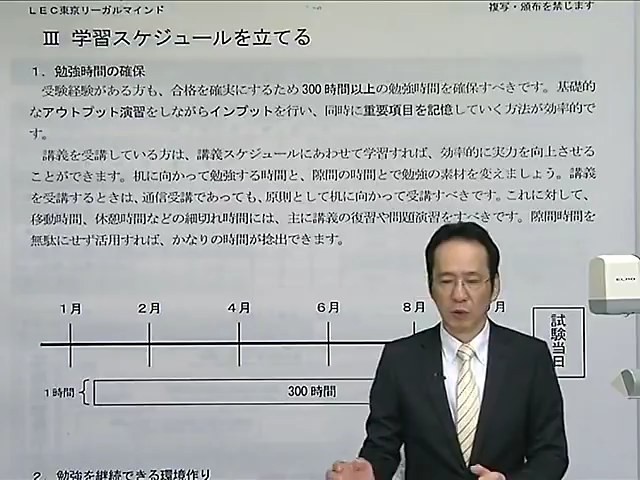 LEC東京リーガルマインド
複写・頒布を禁じます
Ⅲ 学習スケジュールを立てる
1．勉強時間の確保
受験経験がある方も、合格を確実にするため300時間以上の勉強時間を確保すべきです。基礎的
なアウトプット演習をしながらインプットを行い、同時に重要項目を記憶していく方法が効率的で
す。
講義を受講している方は、講義スケジュールにあわせて学習すれば、効率的に実力を向上させる
ことができます。机に向かって勉強する時間と、隙間の時間とで勉強の素材を変えましょう。講義
を受講するときは、通信受講であっても、原則として机に向かって受講すべきです。これに対して、
移動時間、休憩時間などの細切れ時間には、主に講義の復習や問題演習をすべきです。隙間時間を
無駄にせず活用すれば、かなりの時間が捻出できます。
1月 2月 4月 6月 8月 月
試験当日
1時間
300時間
2．勉強を継続できる環境作り
ELMO